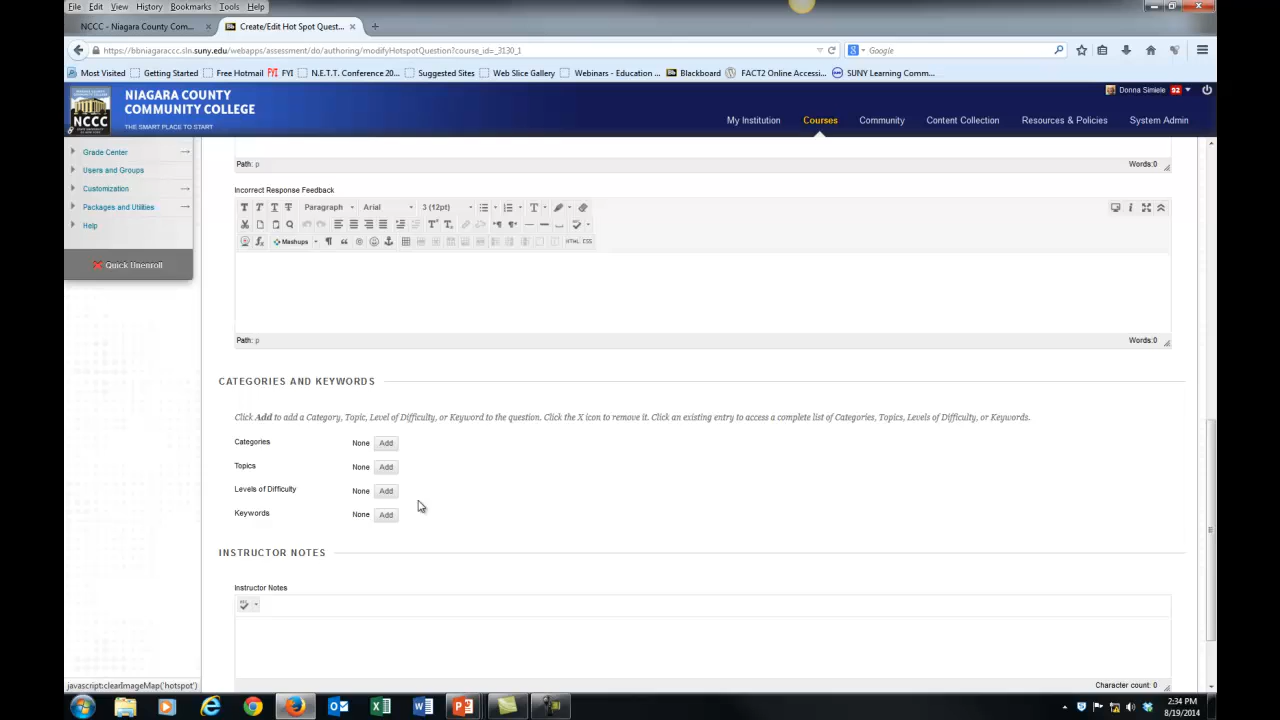 File Edit View History Bookmarks Tools Help
NCCC - Niagara County Com... × Create/Edit Hot Spot Quest... × +
https://bbniagaraccc.sln.suny.edu/webapps/assessment/do/authoring/modifyHotspotQuestion?course_id=_3130_1
Google
Most Visited Getting Started Free Hotmail FYI N.E.T.T. Conference 20... Suggested Sites Web Slice Gallery Webinars - Education ... Blackboard FACT2 Online Accessi... SUNY Learning Comm...
NCCC
NIAGARA COUNTY
COMMUNITY COLLEGE
THE SMART PLACE TO START
Donna Simiele 92
My Institution Courses Community Content Collection Resources & Policies System Admin
Grade Center
Users and Groups
Customization
Packages and Utilities
Help
Quick Unenroll
Path: p Words:0
Incorrect Response Feedback
T T T T Paragraph Arial 3 (12pt)
Mashups HTML CSS
Path: p Words:0
CATEGORIES AND KEYWORDS
Click Add to add a Category, Topic, Level of Difficulty, or Keyword to the question. Click the X icon to remove it. Click an existing entry to access a complete list of Categories, Topics, Levels of Difficulty, or Keywords.
Categories None Add
Topics None Add
Levels of Difficulty None Add
Keywords None Add
INSTRUCTOR NOTES
Instructor Notes
Character count: 0
javascript:clearImageMap('hotspot')
2:34 PM
8/19/2014